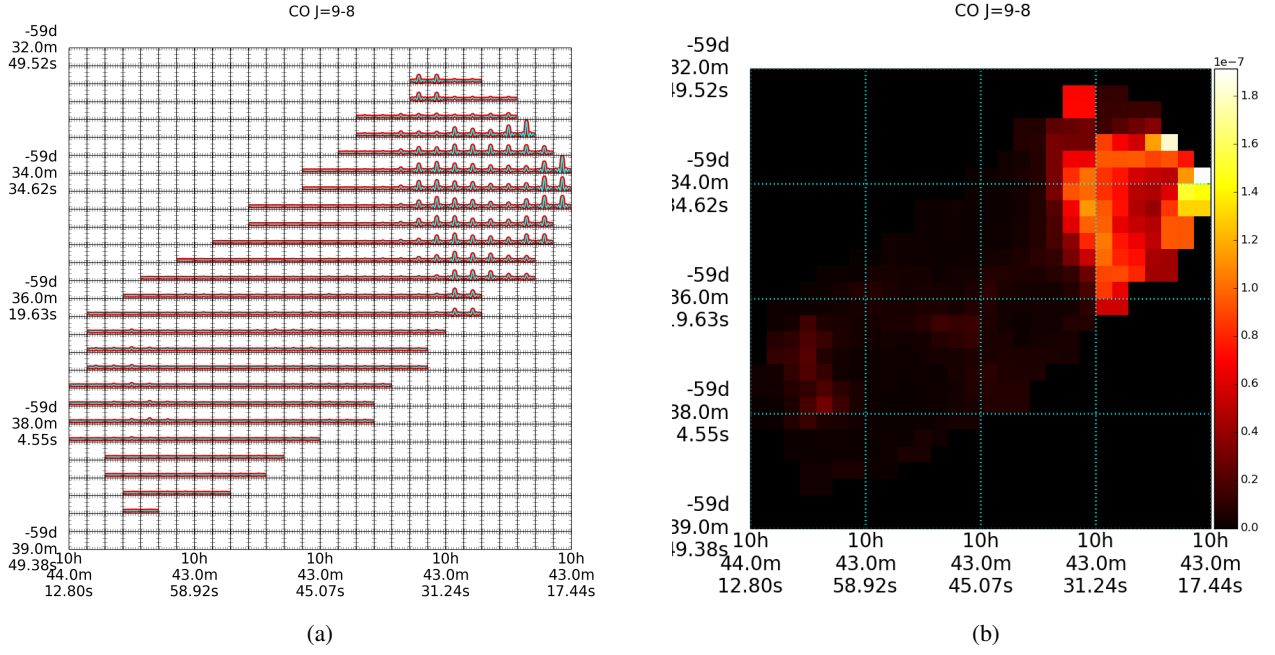 CO J=9-8
-59d
32.0m
49.52s
-59d
34.0m
34.62s
-59d
36.0m
19.63s
-59d
38.0m
4.55s
-59d
39.0m
49.38s
10h 10h 10h 10h 10h
44.0m 43.0m 43.0m 43.0m 43.0m
12.80s 58.92s 45.07s 31.24s 17.44s
(a)
CO J=9-8
-59d
32.0m
49.52s
-59d
34.0m
34.62s
-59d
36.0m
19.63s
-59d
38.0m
4.55s
-59d
39.0m
49.38s
10h 10h 10h 10h 10h
44.0m 43.0m 43.0m 43.0m 43.0m
12.80s 58.92s 45.07s 31.24s 17.44s
1e-7
1.8
1.6
1.4
1.2
1.0
0.8
0.6
0.4
0.2
0.0
(b)